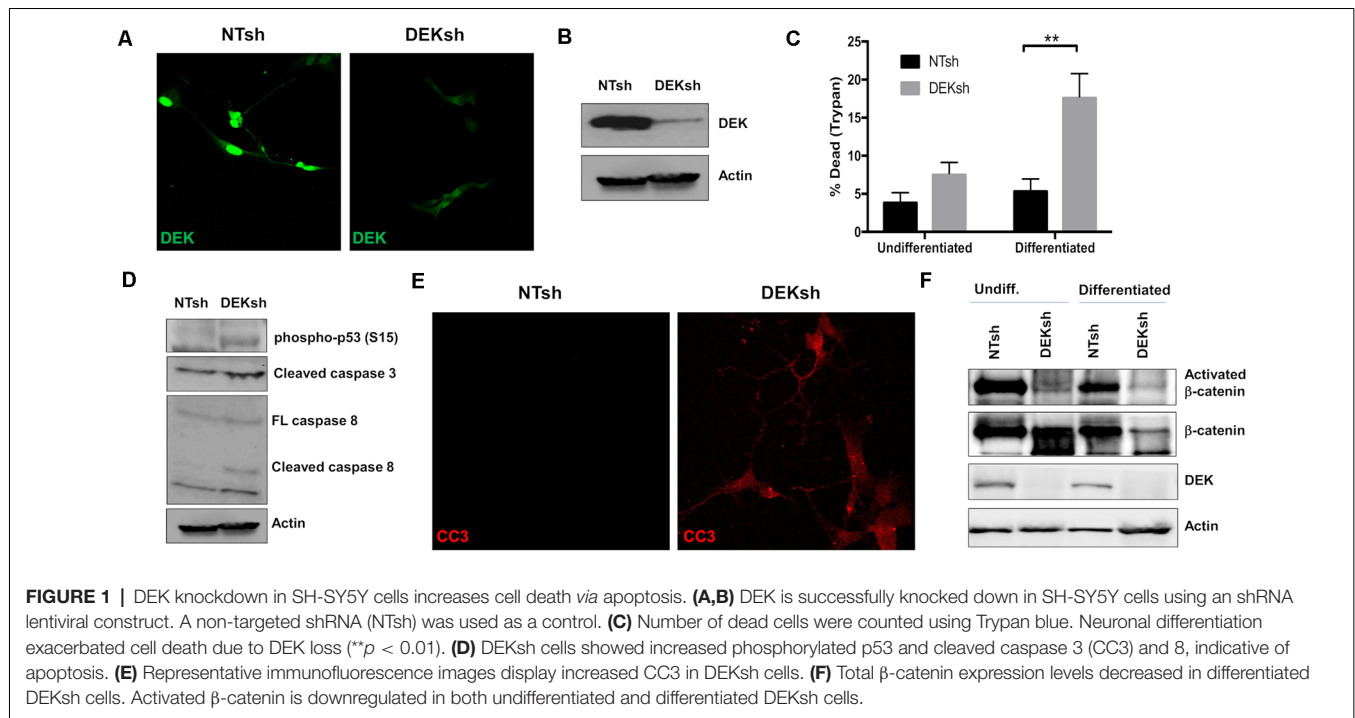 A
NTsh
DEKsh
DEK
DEK
B
NTsh DEKsh
DEK
Actin
C
25
20
15
10
5
0
% Dead (Trypan)
NTsh
DEKsh
**
Undifferentiated
Differentiated
D
NTsh DEKsh
phospho-p53 (S15)
Cleaved caspase 3
FL caspase 8
Cleaved caspase 8
Actin
E
NTsh
DEKsh
CC3
CC3
F
Undiff.
Differentiated
NTsh
DEKsh
NTsh
DEKsh
Activated
β-catenin
β-catenin
DEK
Actin
FIGURE 1 | DEK knockdown in SH-SY5Y cells increases cell death via apoptosis. (A,B) DEK is successfully knocked down in SH-SY5Y cells using an shRNA
lentiviral construct. A non-targeted shRNA (NTsh) was used as a control. (C) Number of dead cells were counted using Trypan blue. Neuronal differentiation
exacerbated cell death due to DEK loss (**p < 0.01). (D) DEKsh cells showed increased phosphorylated p53 and cleaved caspase 3 (CC3) and 8, indicative of
apoptosis. (E) Representative immunofluorescence images display increased CC3 in DEKsh cells. (F) Total β-catenin expression levels decreased in differentiated
DEKsh cells. Activated β-catenin is downregulated in both undifferentiated and differentiated DEKsh cells.